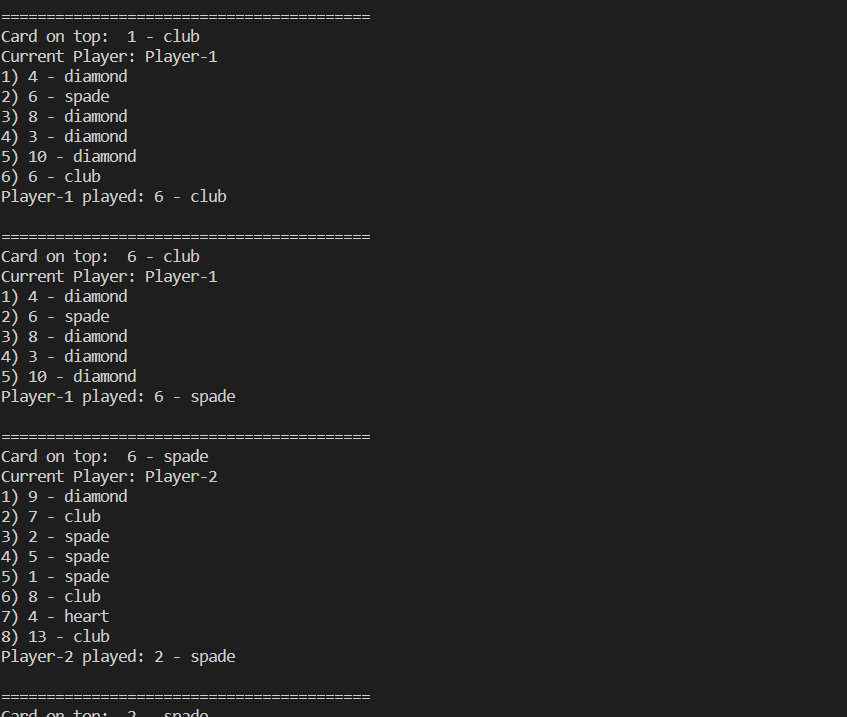 =========================================
Card on top:  1 - club
Current Player: Player-1
1) 4 - diamond
2) 6 - spade
3) 8 - diamond
4) 3 - diamond
5) 10 - diamond
6) 6 - club
Player-1 played: 6 - club
=========================================
Card on top:  6 - club
Current Player: Player-1
1) 4 - diamond
2) 6 - spade
3) 8 - diamond
4) 3 - diamond
5) 10 - diamond
Player-1 played: 6 - spade
=========================================
Card on top:  6 - spade
Current Player: Player-2
1) 9 - diamond
2) 7 - club
3) 2 - spade
4) 5 - spade
5) 1 - spade
6) 8 - club
7) 4 - heart
8) 13 - club
Player-2 played: 2 - spade
=========================================
Card on top:  2 - spade